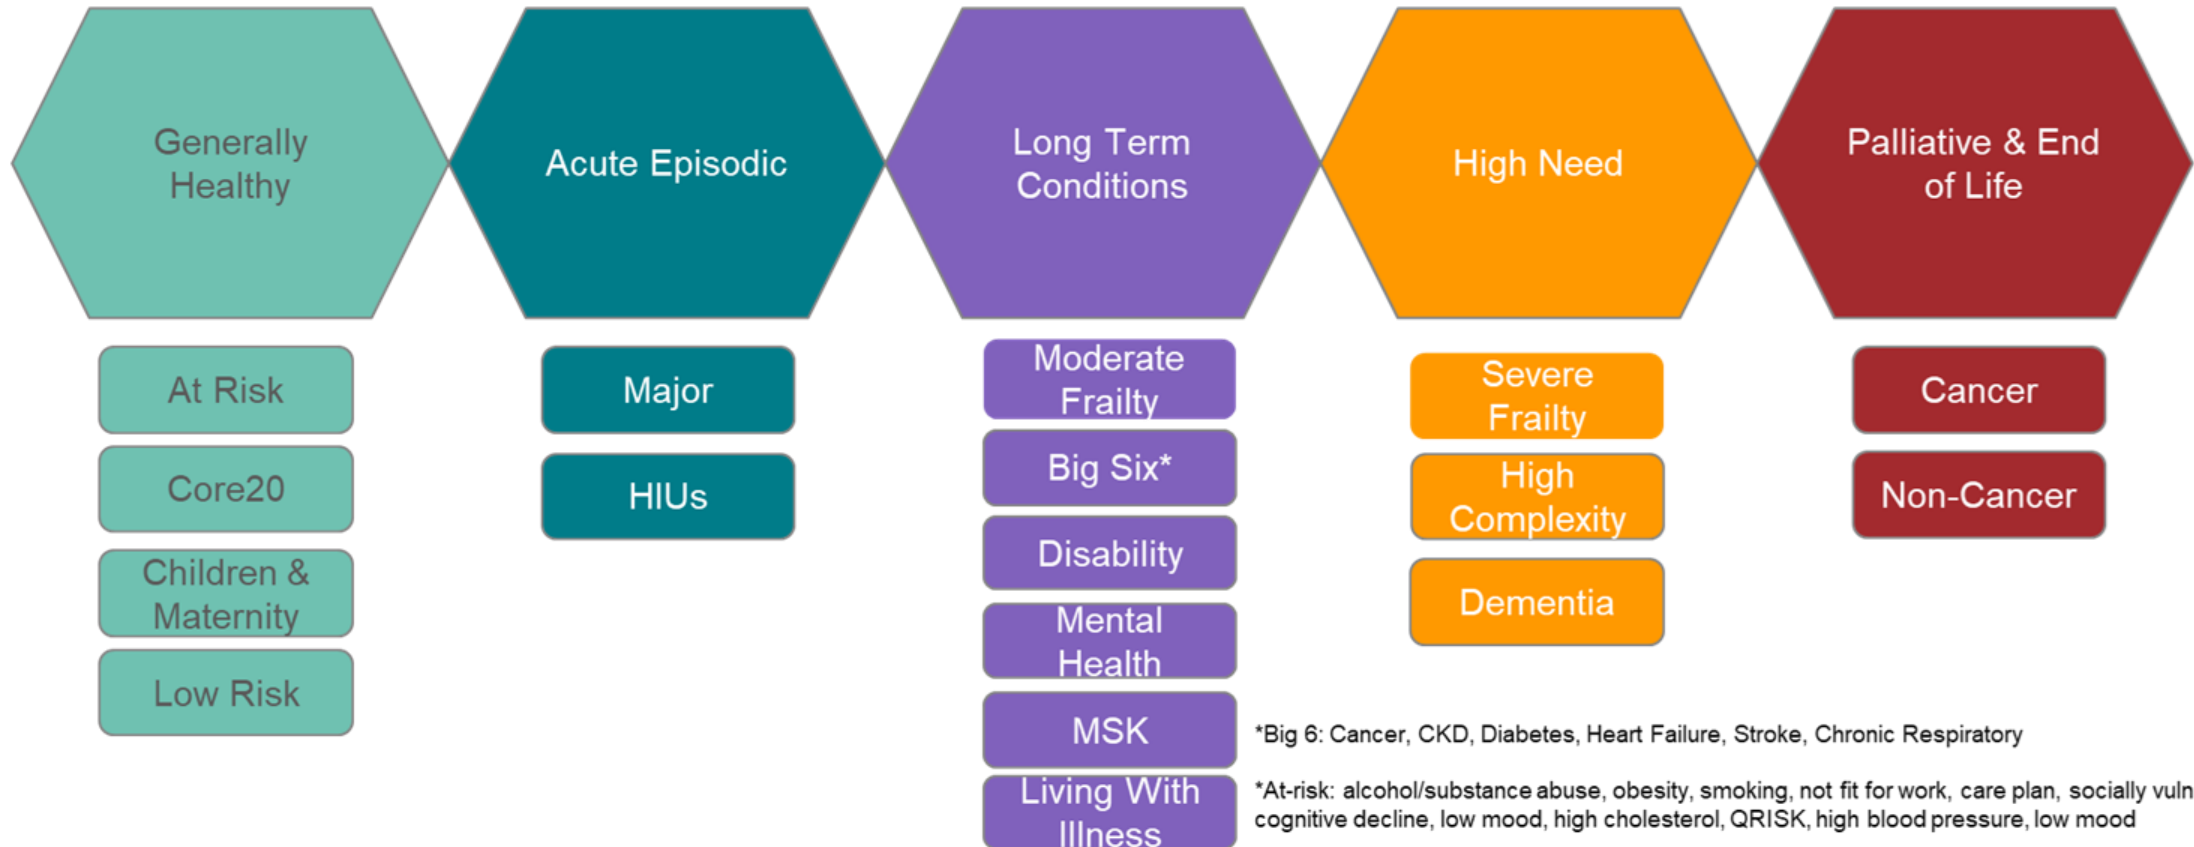 Generally
Healthy
Acute Episodic
Long Term
Conditions
High Need
Palliative & End
of Life
At Risk
Core20
Children &
Maternity
Low Risk
Major
HIUs
Moderate
Frailty
Big Six*
Disability
Mental
Health
MSK
Living With
Illness
Severe
Frailty
High
Complexity
Dementia
Cancer
Non-Cancer
*Big 6: Cancer, CKD, Diabetes, Heart Failure, Stroke, Chronic Respiratory
*At-risk: alcohol/substance abuse, obesity, smoking, not fit for work, care plan, socially vuln
cognitive decline, low mood, high cholesterol, QRISK, high blood pressure, low mood